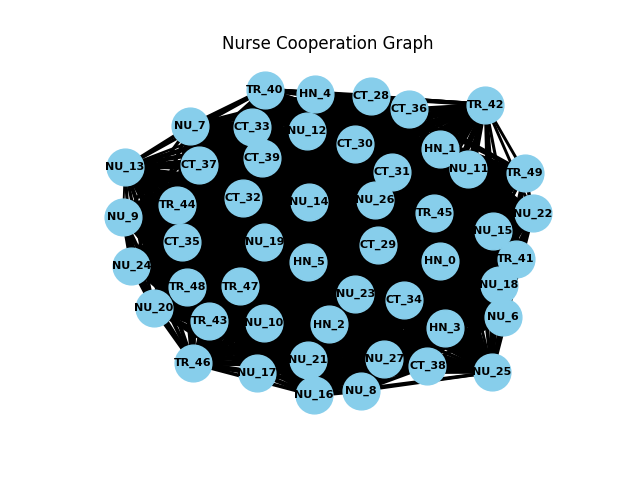 Nurse Cooperation Graph
TR_40
HN_4
CT_28
CT_36
TR_42
NU_7
CT_33
NU_12
CT_30
HN_1
NU_13
CT_37
CT_39
CT_31
NU_11
TR_49
TR_44
CT_32
NU_14
NU_26
TR_45
NU_22
NU_9
CT_35
NU_19
CT_29
NU_15
NU_24
HN_5
HN_0
TR_41
TR_48
TR_47
NU_23
CT_34
NU_18
NU_20
TR_43
NU_10
HN_2
HN_3
NU_6
TR_46
NU_17
NU_21
NU_27
CT_38
NU_25
NU_16
NU_8